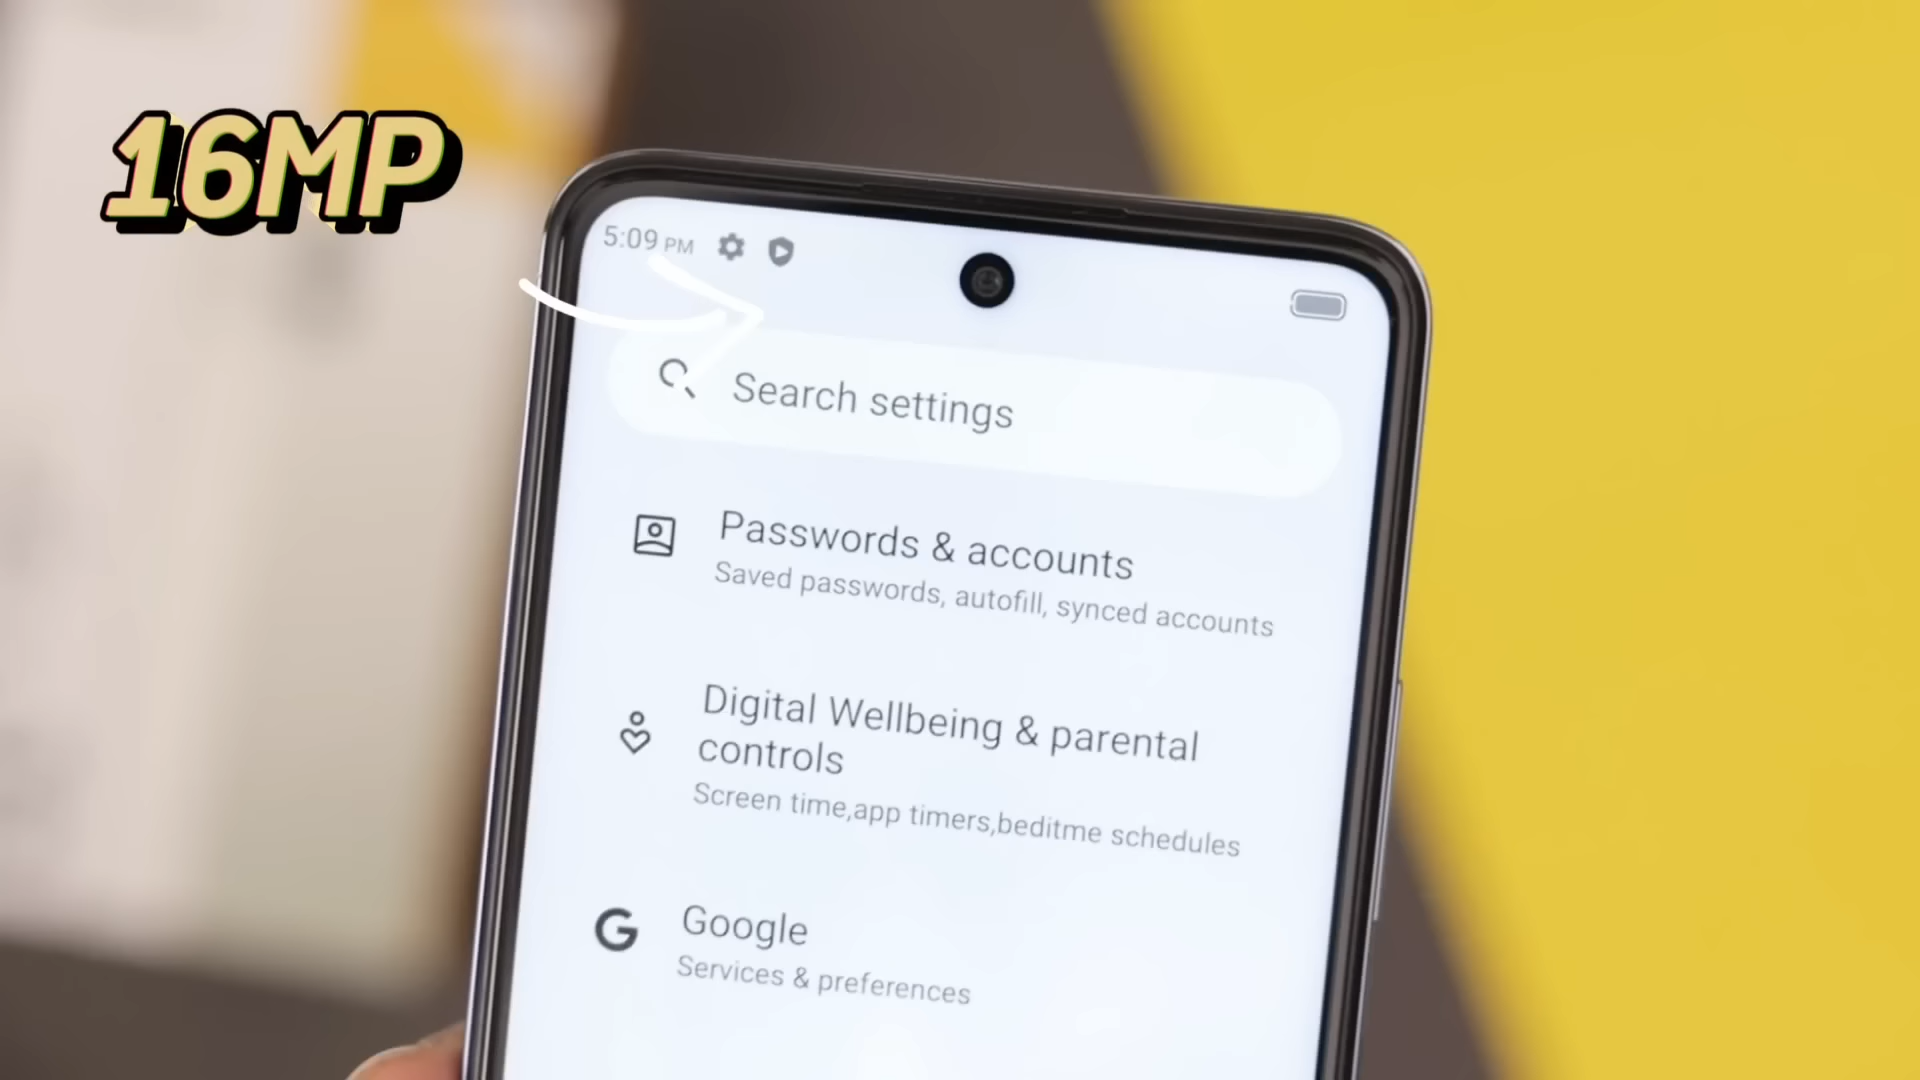 16MP
5:09 PM
Search settings
Passwords & accounts
Saved passwords, autofill, synced accounts
Digital Wellbeing & parental
controls
Screen time,app timers,beditme schedules
Google
Services & preferences